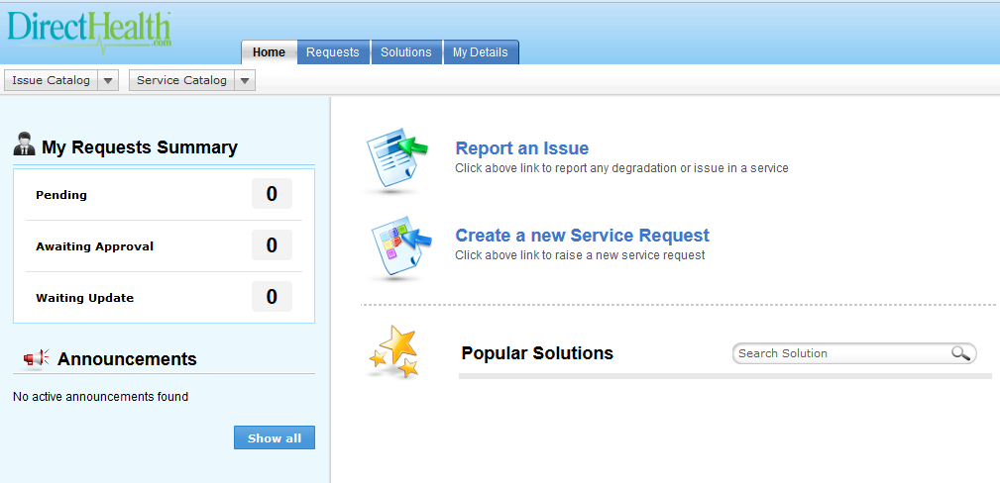 DirectHealth™
.com
Home
Requests
Solutions
My Details
Issue Catalog
Service Catalog
My Requests Summary
Pending 0
Awaiting Approval 0
Waiting Update 0
Announcements
No active announcements found
Show all
Report an Issue
Click above link to report any degradation or issue in a service
Create a new Service Request
Click above link to raise a new service request
Popular Solutions
Search Solution